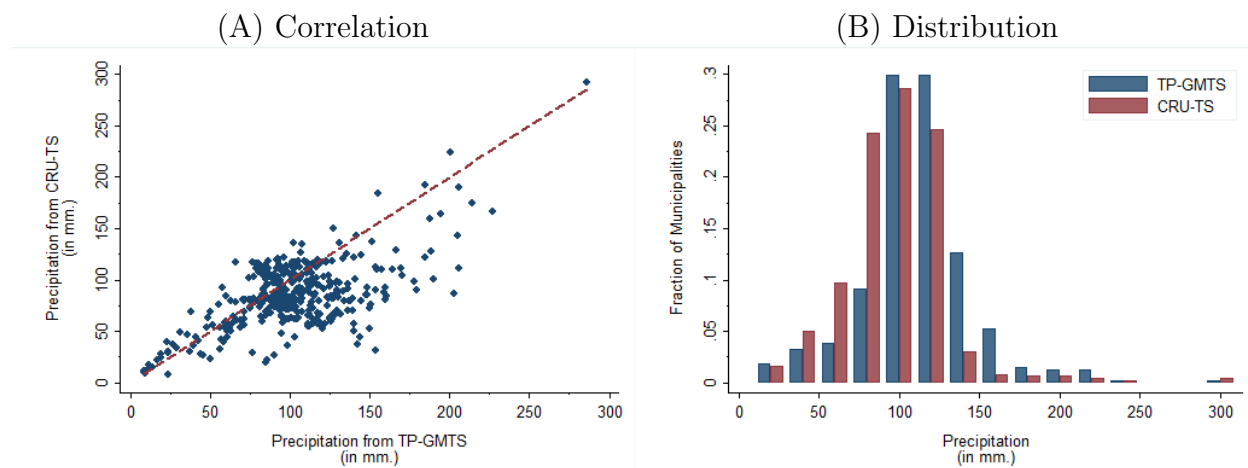 (A) Correlation
(B) Distribution
300
250
200
150
100
50
0
Precipitation from CRU-TS
(in mm.)
0 50 100 150 200 250 300
Precipitation from TP-GMTS
(in mm.)
.3
.25
.2
.15
.1
.05
0
Fraction of Municipalities
TP-GMTS
CRU-TS
0 50 100 150 200 250 300
Precipitation
(in mm.)